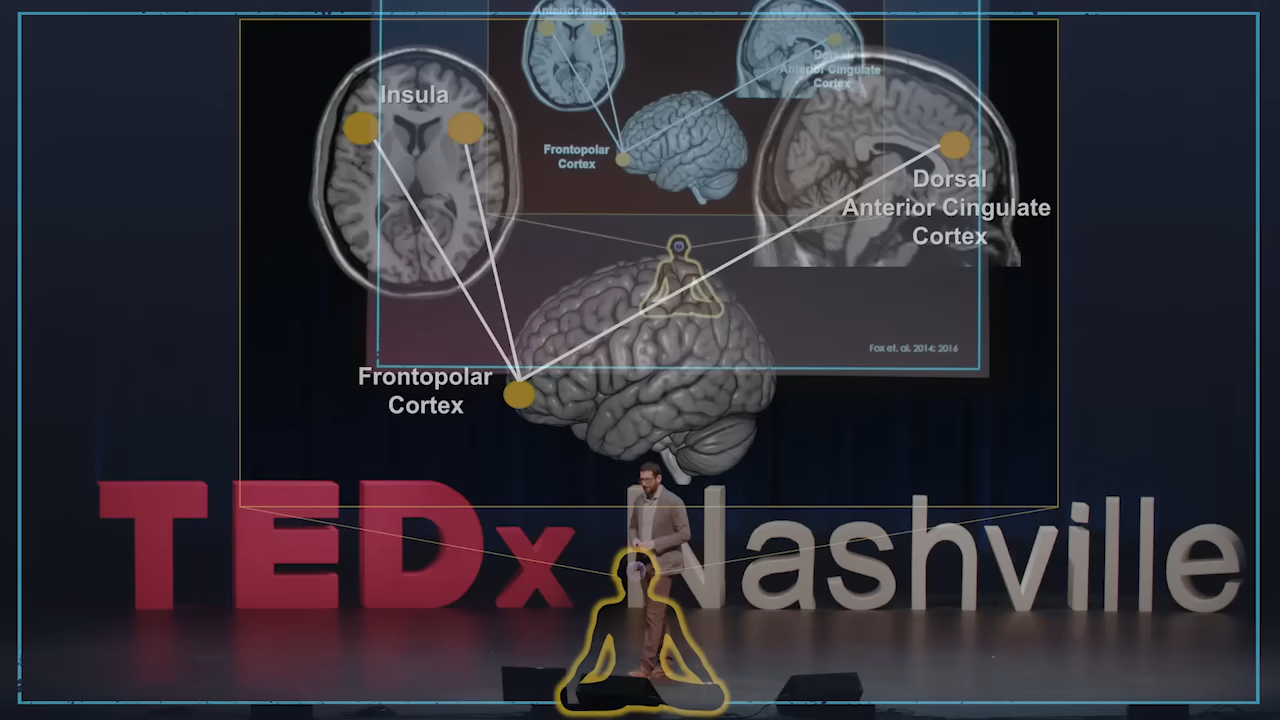 Anterior Insula
Dorsal
Anterior Cingulate
Cortex
Insula
Frontopolar
Cortex
Dorsal
Anterior Cingulate
Cortex
Fox et. al. 2014; 2016
Frontopolar
Cortex
TEDx Nashville